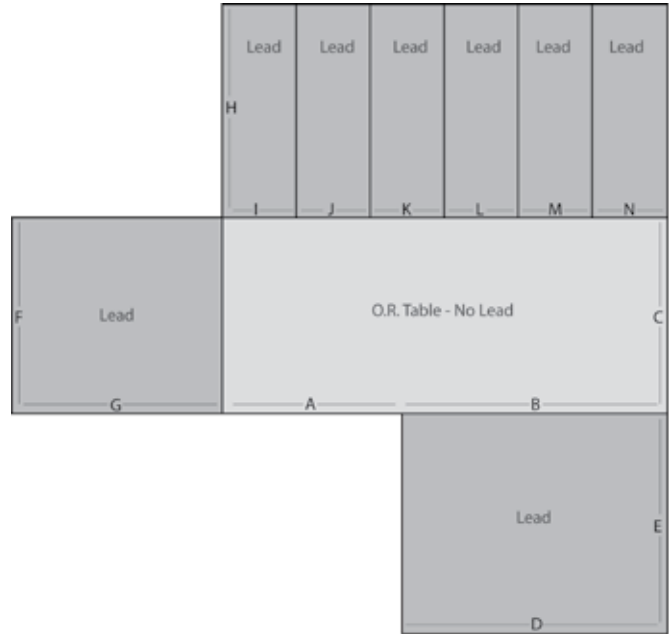 Lead Lead Lead Lead Lead Lead
H
I J K L M N
O.R. Table - No Lead
F Lead C
G A B
Lead
E
D